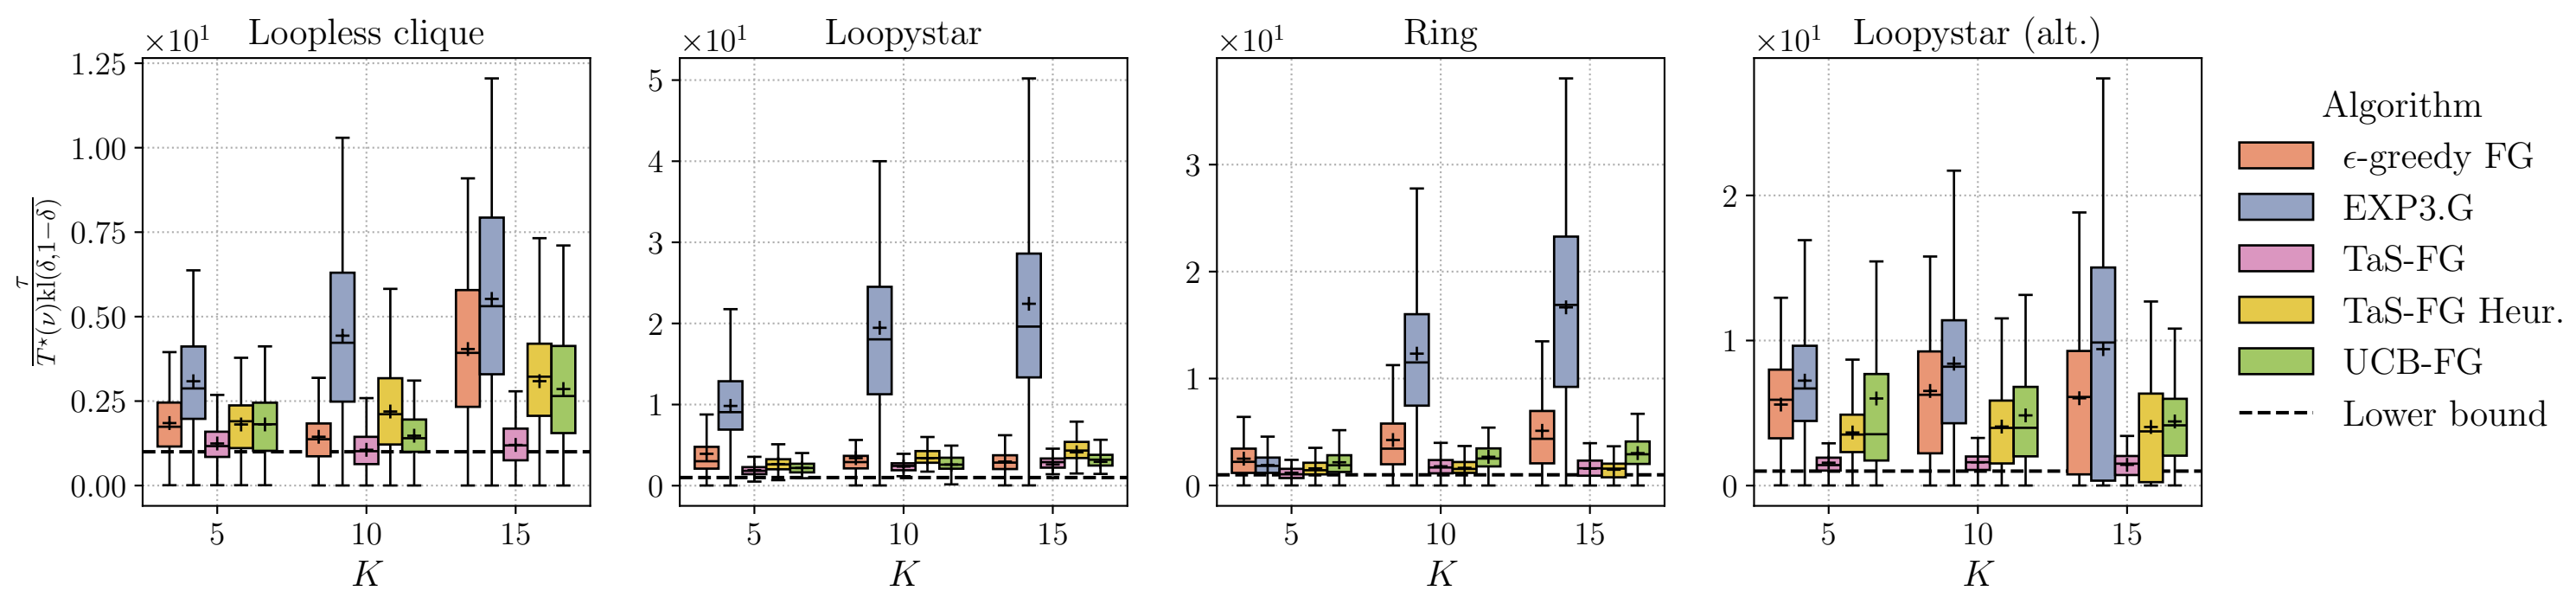 ×10¹ Loopless clique
×10¹ Loopystar
×10¹ Ring
×10¹ Loopystar (alt.)
τ
T⋆(ν)kl(δ,1−δ)
1.25
1.00
0.75
0.50
0.25
0.00
5 10 15
K
5
4
3
2
1
0
5 10 15
K
3
2
1
0
5 10 15
K
2
1
0
5 10 15
K
Algorithm
ϵ-greedy FG
EXP3.G
TaS-FG
TaS-FG Heur.
UCB-FG
Lower bound